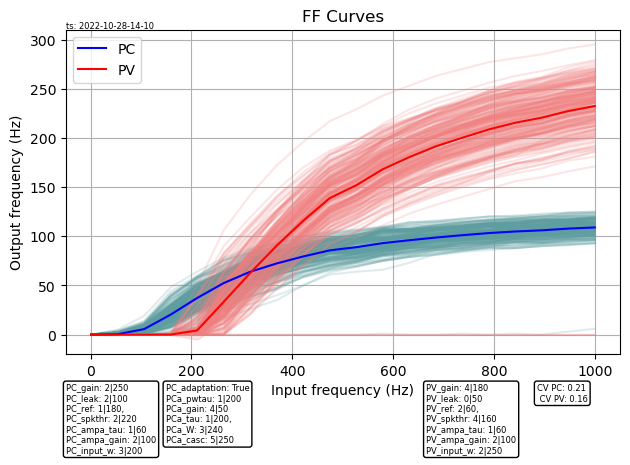 FF Curves
ts: 2022-10-28-14-10
PC
PV
Output frequency (Hz)
300
250
200
150
100
50
0
0
200
400
600
800
1000
Input frequency (Hz)
PC_gain: 2|250
PC_leak: 2|100
PC_ref: 1|180,
PC_spkthr: 2|220
PC_ampa_tau: 1|60
PC_ampa_gain: 2|100
PC_input_w: 3|200
PC_adaptation: True
PCa_pwtau: 1|200
PCa_gain: 4|50
PCa_tau: 1|200,
PCa_W: 3|240
PCa_casc: 5|250
PV_gain: 4|180
PV_leak: 0|50
PV_ref: 2|60,
PV_spkthr: 4|160
PV_ampa_tau: 1|60
PV_ampa_gain: 2|100
PV_input_w: 2|250
CV PC: 0.21
CV PV: 0.16